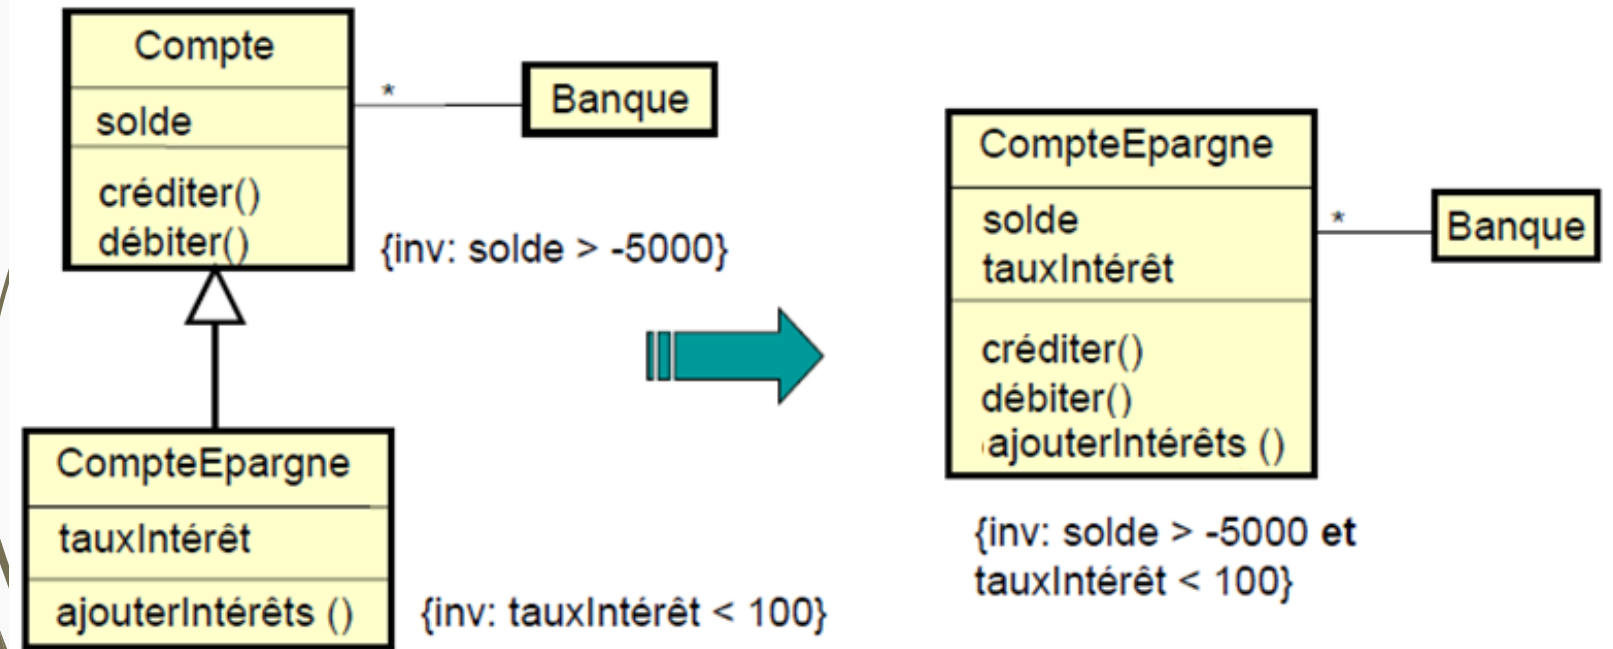 Compte
solde
créditer()
débiter()
*
Banque
{inv: solde > -5000}
CompteEpargne
tauxIntérêt
ajouterIntérêts ()
{inv: tauxIntérêt < 100}
CompteEpargne
solde
tauxIntérêt
créditer()
débiter()
ajouterIntérêts ()
*
Banque
{inv: solde > -5000 et
tauxIntérêt < 100}